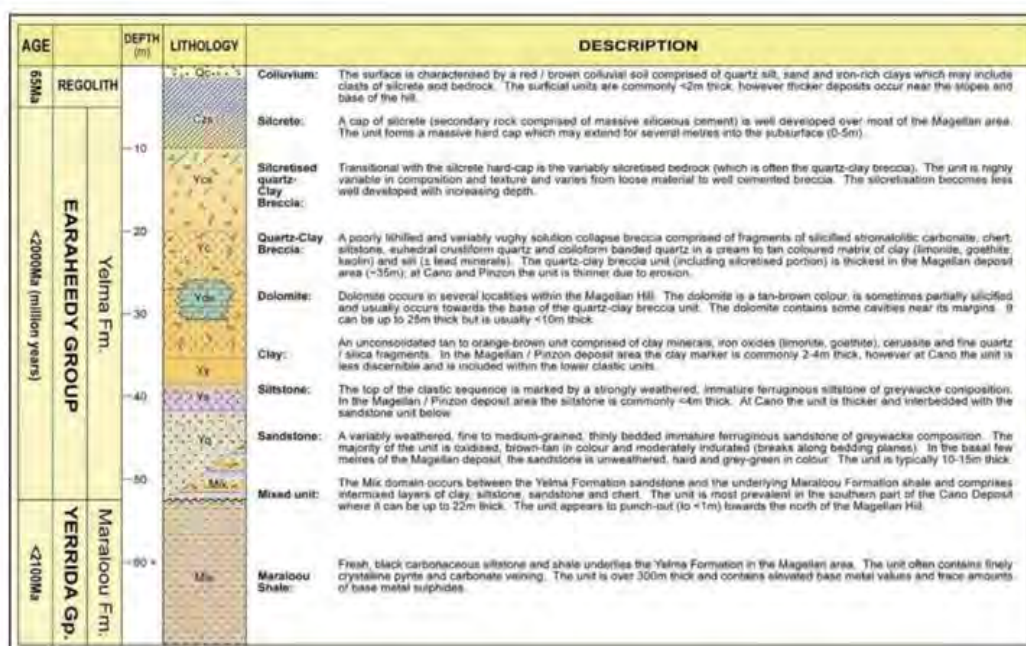 AGE
DEPTH
(m)
LITHOLOGY
DESCRIPTION
65Ma
REGOLITH
<2000Ma (million years)
EARAHEEDY GROUP
Yelma Fm.
<2100Ma
YERRIDA Gp.
Maraloou Fm.
10
20
30
40
50
60
Qc
Czs
Ycs
Yc
Yq
Mix
Colluvium: The surface is characterised by a red / brown colluvial soil comprised of quartz silt, sand and iron-rich clays which may include
clasts of silcrete and bedrock. The surficial units are commonly <2m thick, however thicker deposits occur near the slopes and
base of the hill.
Silcrete: A cap of silcrete (secondary rock comprised of massive siliceous cement) is well developed over most of the Magellan area.
The unit forms a massive hard cap which may extend for several metres into the subsurface (0-5m).
Silcretised
quartz-
Clay
Breccia:
Transitional with the silcrete hard-cap is the variably silcretised bedrock (which is often the quartz-clay breccia). The unit is highly
variable in composition and texture and varies from loose material to well cemented breccia. The silcretisation becomes less
well developed with increasing depth.
Quartz-Clay
Breccia:
A poorly lithified and variably vughy solution collapse breccia comprised of fragments of silicified stromatolitic carbonate, chert,
siltstone, euhedral crustiform quartz and colloform banded quartz in a cream to tan coloured matrix of clay (limonite, goethite,
kaolin) and silt (± lead minerals). The quartz-clay breccia unit (including silcretised portion) is thickest in the Magellan deposit
area (~35m); at Cano and Pinzon the unit is thinner due to erosion.
Dolomite: Dolomite occurs in several localities within the Magellan Hill. The dolomite is a tan-brown colour, is sometimes partially silicified
and usually occurs towards the base of the quartz-clay breccia unit. The dolomite contains some cavities near its margins. It
can be up to 25m thick but is usually <10m thick.
Clay: An unconsolidated tan to orange-brown unit comprised of clay minerals, iron oxides (limonite, goethite), cerussite and fine quartz
/ silica fragments. In the Magellan / Pinzon deposit area the clay marker is commonly 2-4m thick, however at Cano the unit is
less discernible and is included within the lower clastic units.
Siltstone: The top of the clastic sequence is marked by a strongly weathered, immature ferruginous siltstone of greywacke composition.
In the Magellan / Pinzon deposit area the siltstone is commonly <4m thick. At Cano the unit is thicker and interbedded with the
sandstone unit below
Sandstone: A variably weathered, fine to medium-grained, thinly bedded immature ferruginous sandstone of greywacke composition. The
majority of the unit is oxidised, brown-tan in colour and moderately indurated (breaks along bedding planes). In the basal few
metres of the Magellan deposit, the sandstone is unweathered, hard and grey-green in colour. The unit is typically 10-15m thick.
Mixed unit: The Mix domain occurs between the Yelma Formation sandstone and the underlying Maraloou Formation shale and comprises
intermixed layers of clay, siltstone, sandstone and chert. The unit is most prevalent in the southern part of the Cano Deposit
where it can be up to 22m thick. The unit appears to punch-out (to <1m) towards the north of the Magellan Hill.
Maraloou
Shale:
Fresh, black carbonaceous siltstone and shale underlies the Yelma Formation in the Magellan area. The unit often contains finely
crystalline pyrite and carbonate veining. The unit is over 300m thick and contains elevated base metal values and trace amounts
of base metal sulphides.